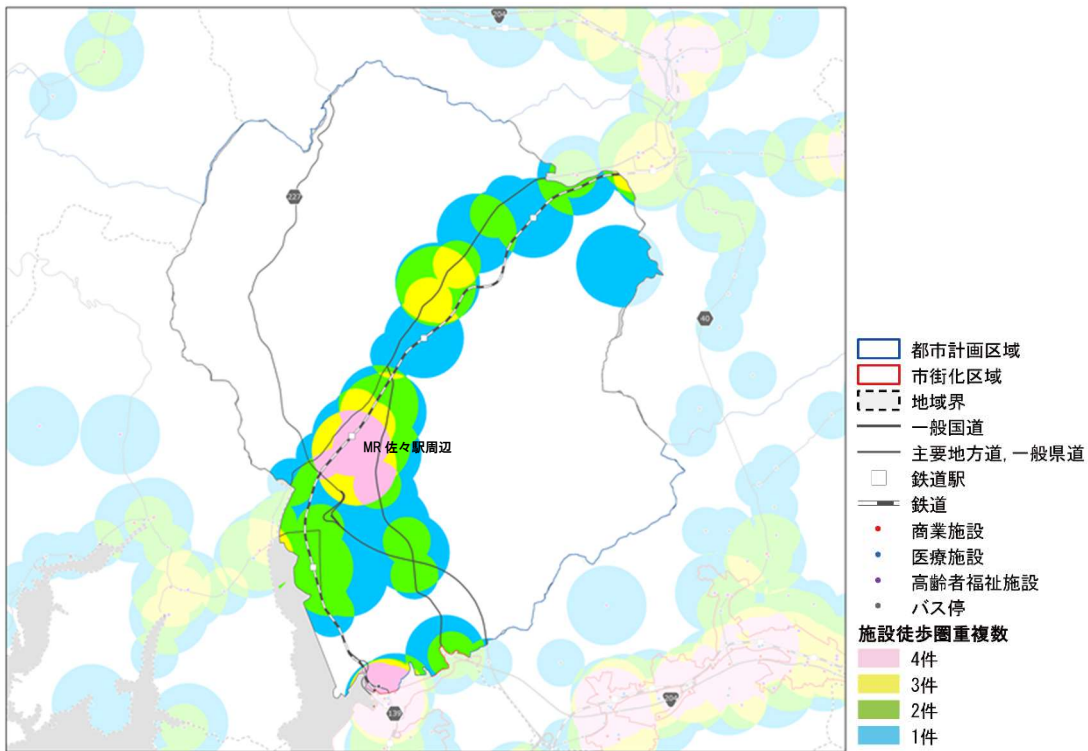 204
227
40
MR 佐々駅周辺
139
204
都市計画区域
市街化区域
地域界
一般国道
主要地方道, 一般県道
鉄道駅
鉄道
商業施設
医療施設
高齢者福祉施設
バス停
施設徒歩圏重複数
4件
3件
2件
1件